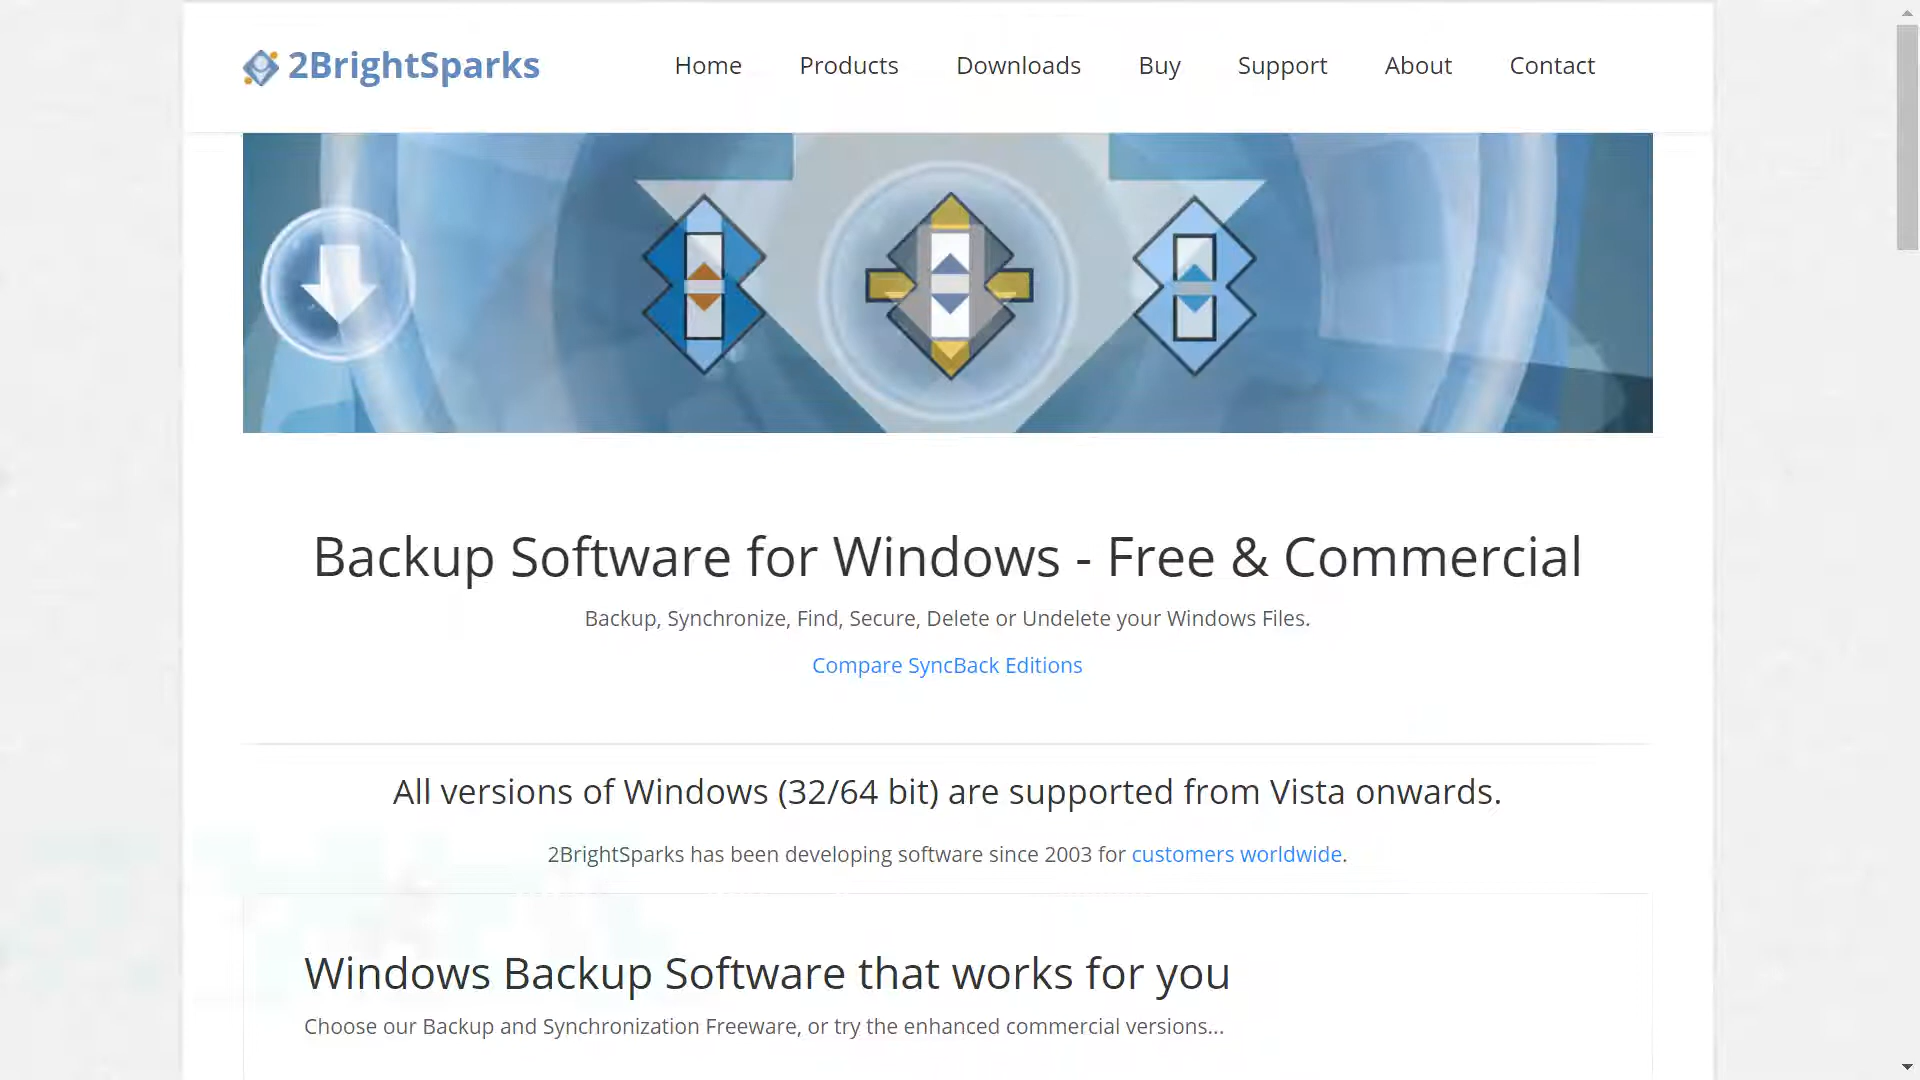 2BrightSparks
Home Products Downloads Buy Support About Contact
Backup Software for Windows - Free & Commercial
Backup, Synchronize, Find, Secure, Delete or Undelete your Windows Files.
Compare SyncBack Editions
All versions of Windows (32/64 bit) are supported from Vista onwards.
2BrightSparks has been developing software since 2003 for customers worldwide.
Windows Backup Software that works for you
Choose our Backup and Synchronization Freeware, or try the enhanced commercial versions...